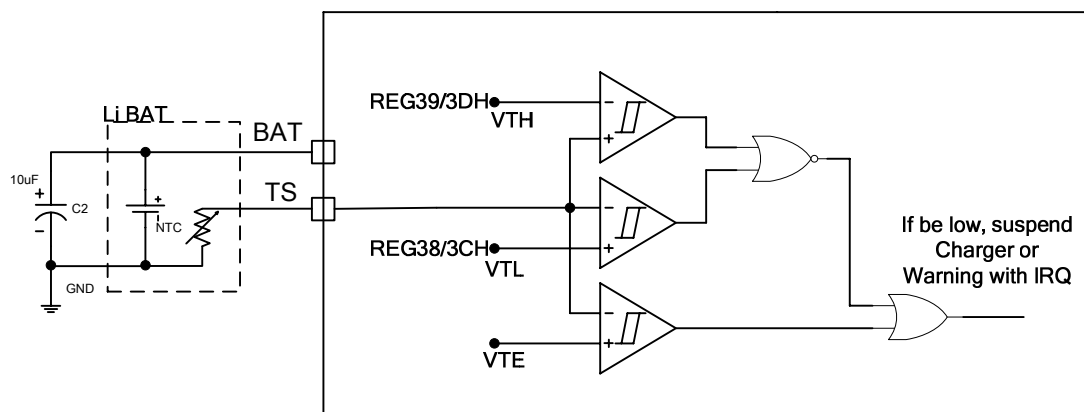 REG39/3DH
VTH
Li BAT
BAT
10uF
+
C2
-
+
NTC
TS
GND
-
+
-
+
REG38/3CH
VTL
-
+
VTE
If be low, suspend
Charger or
Warning with IRQ